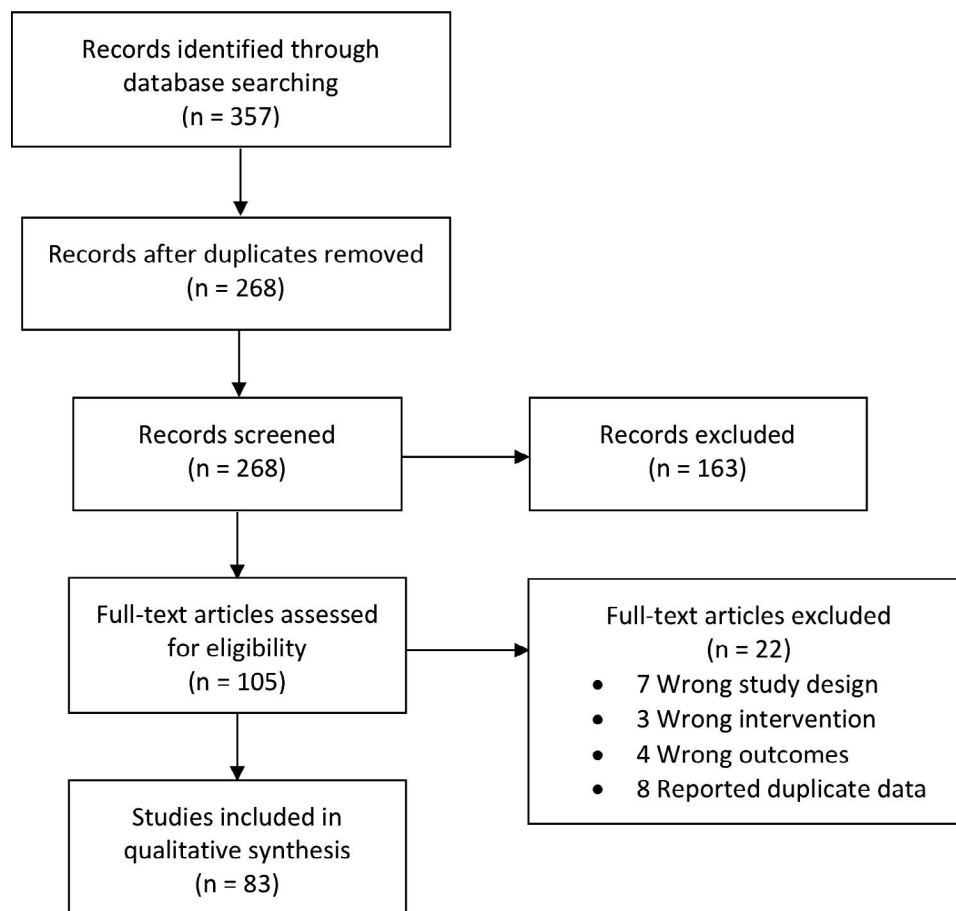 Records identified through
database searching
(n = 357)
Records after duplicates removed
(n = 268)
Records screened
(n = 268)
Records excluded
(n = 163)
Full-text articles assessed
for eligibility
(n = 105)
Full-text articles excluded
(n = 22)
• 7 Wrong study design
• 3 Wrong intervention
• 4 Wrong outcomes
• 8 Reported duplicate data
Studies included in
qualitative synthesis
(n = 83)